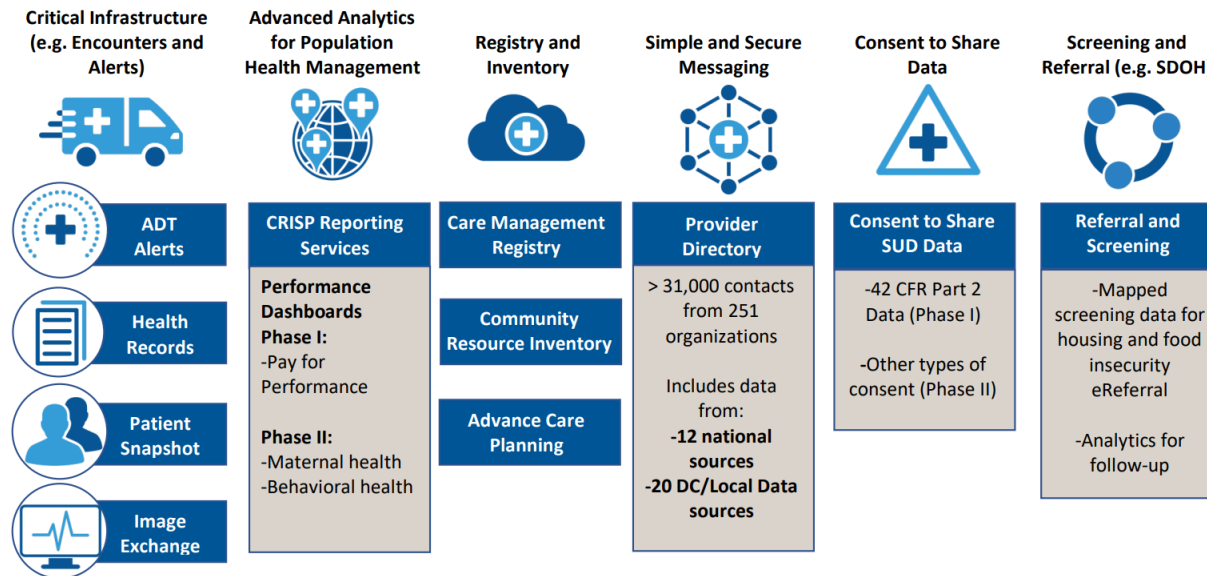 Critical Infrastructure
(e.g. Encounters and
Alerts)
ADT
Alerts
Health
Records
Patient
Snapshot
Image
Exchange
Advanced Analytics
for Population
Health Management
CRISP Reporting
Services
Performance
Dashboards
Phase I:
-Pay for
Performance
Phase II:
-Maternal health
-Behavioral health
Registry and
Inventory
Care Management
Registry
Community
Resource Inventory
Advance Care
Planning
Simple and Secure
Messaging
Provider
Directory
> 31,000 contacts
from 251
organizations
Includes data
from:
-12 national
sources
-20 DC/Local Data
sources
Consent to Share
Data
Consent to Share
SUD Data
-42 CFR Part 2
Data (Phase I)
-Other types of
consent (Phase II)
Screening and
Referral (e.g. SDOH
Referral and
Screening
-Mapped
screening data for
housing and food
insecurity
eReferral
-Analytics for
follow-up